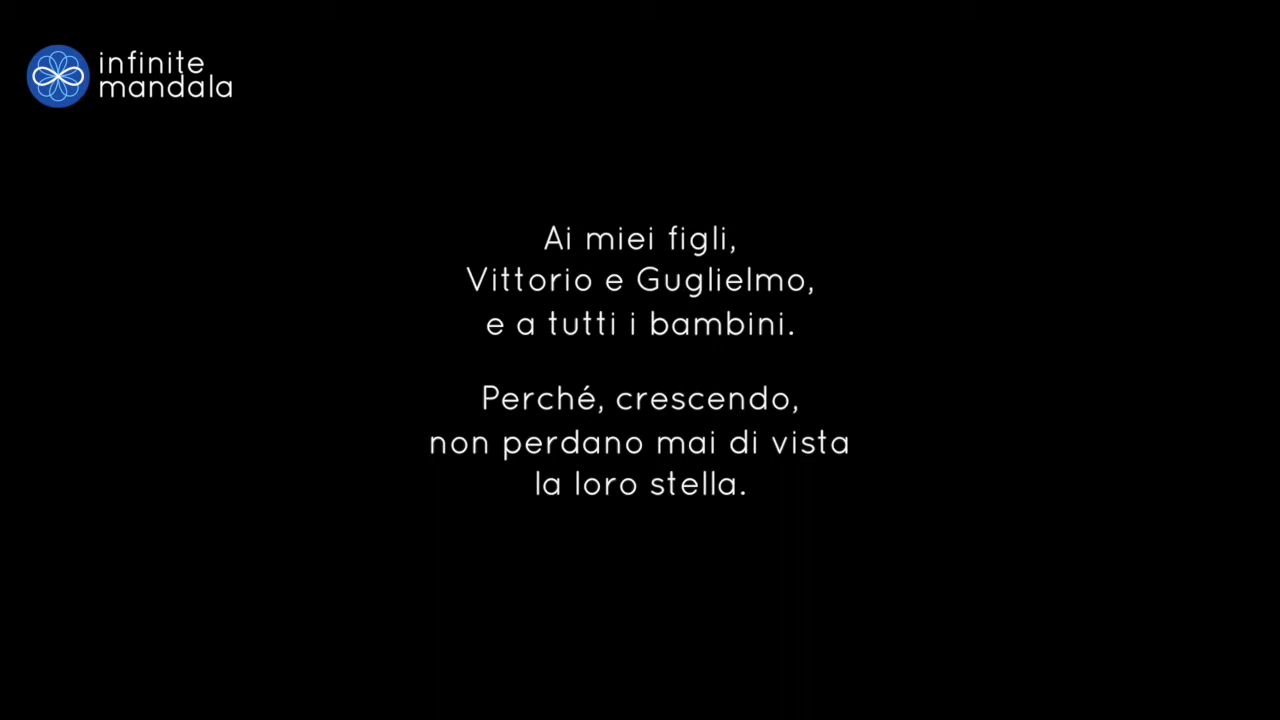 infinite
mandala
Ai miei figli,
Vittorio e Guglielmo,
e a tutti i bambini.
Perché, crescendo,
non perdano mai di vista
la loro stella.